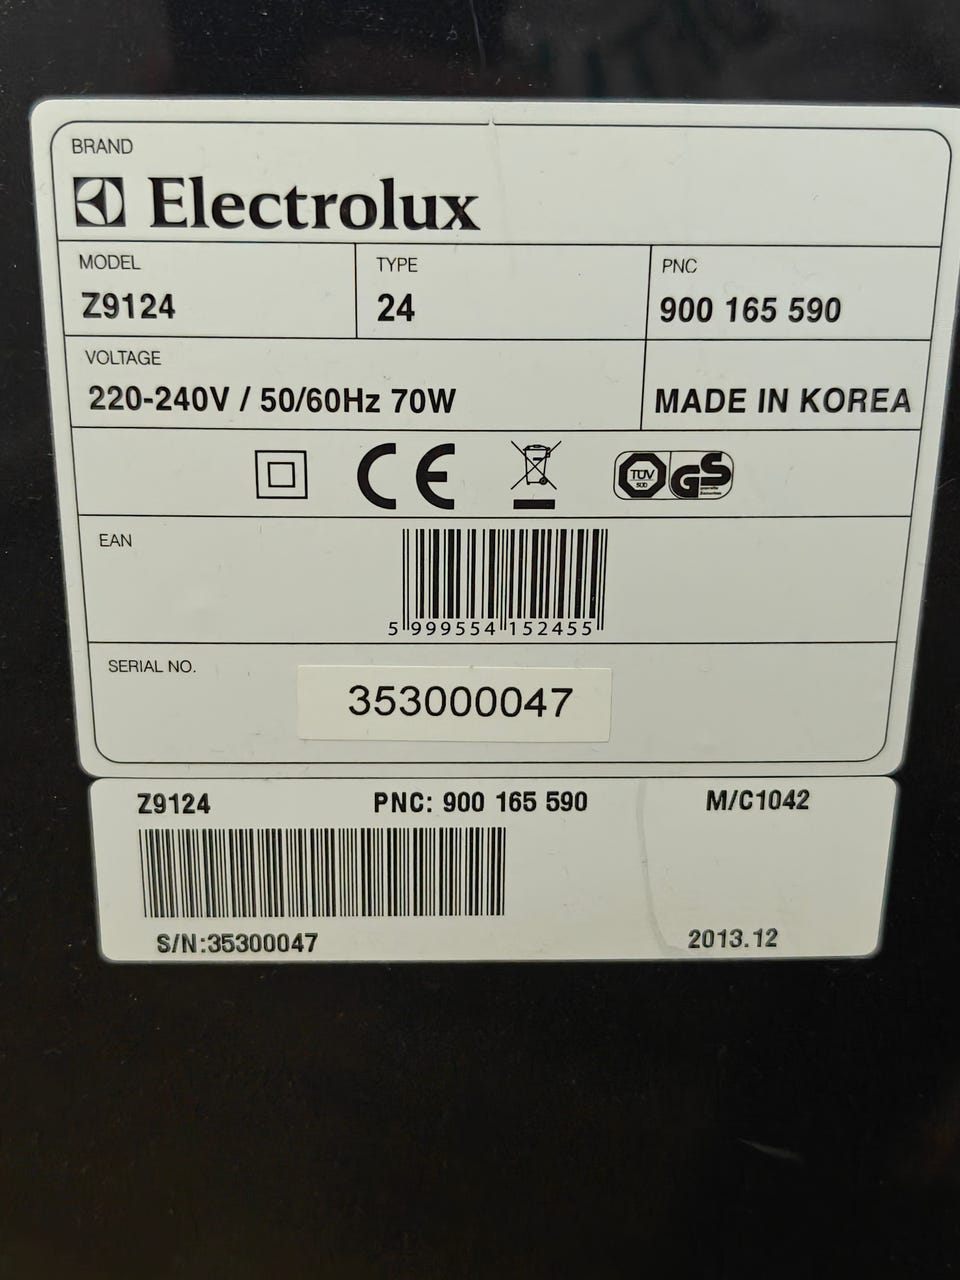 BRAND
Electrolux
MODEL TYPE PNC
Z9124 24 900 165 590
VOLTAGE
220-240V / 50/60Hz 70W MADE IN KOREA
CE TÜV SÜD GS
EAN
5 999554 152455
SERIAL NO.
353000047
Z9124 PNC: 900 165 590 M/C1042
S/N:35300047 2013.12